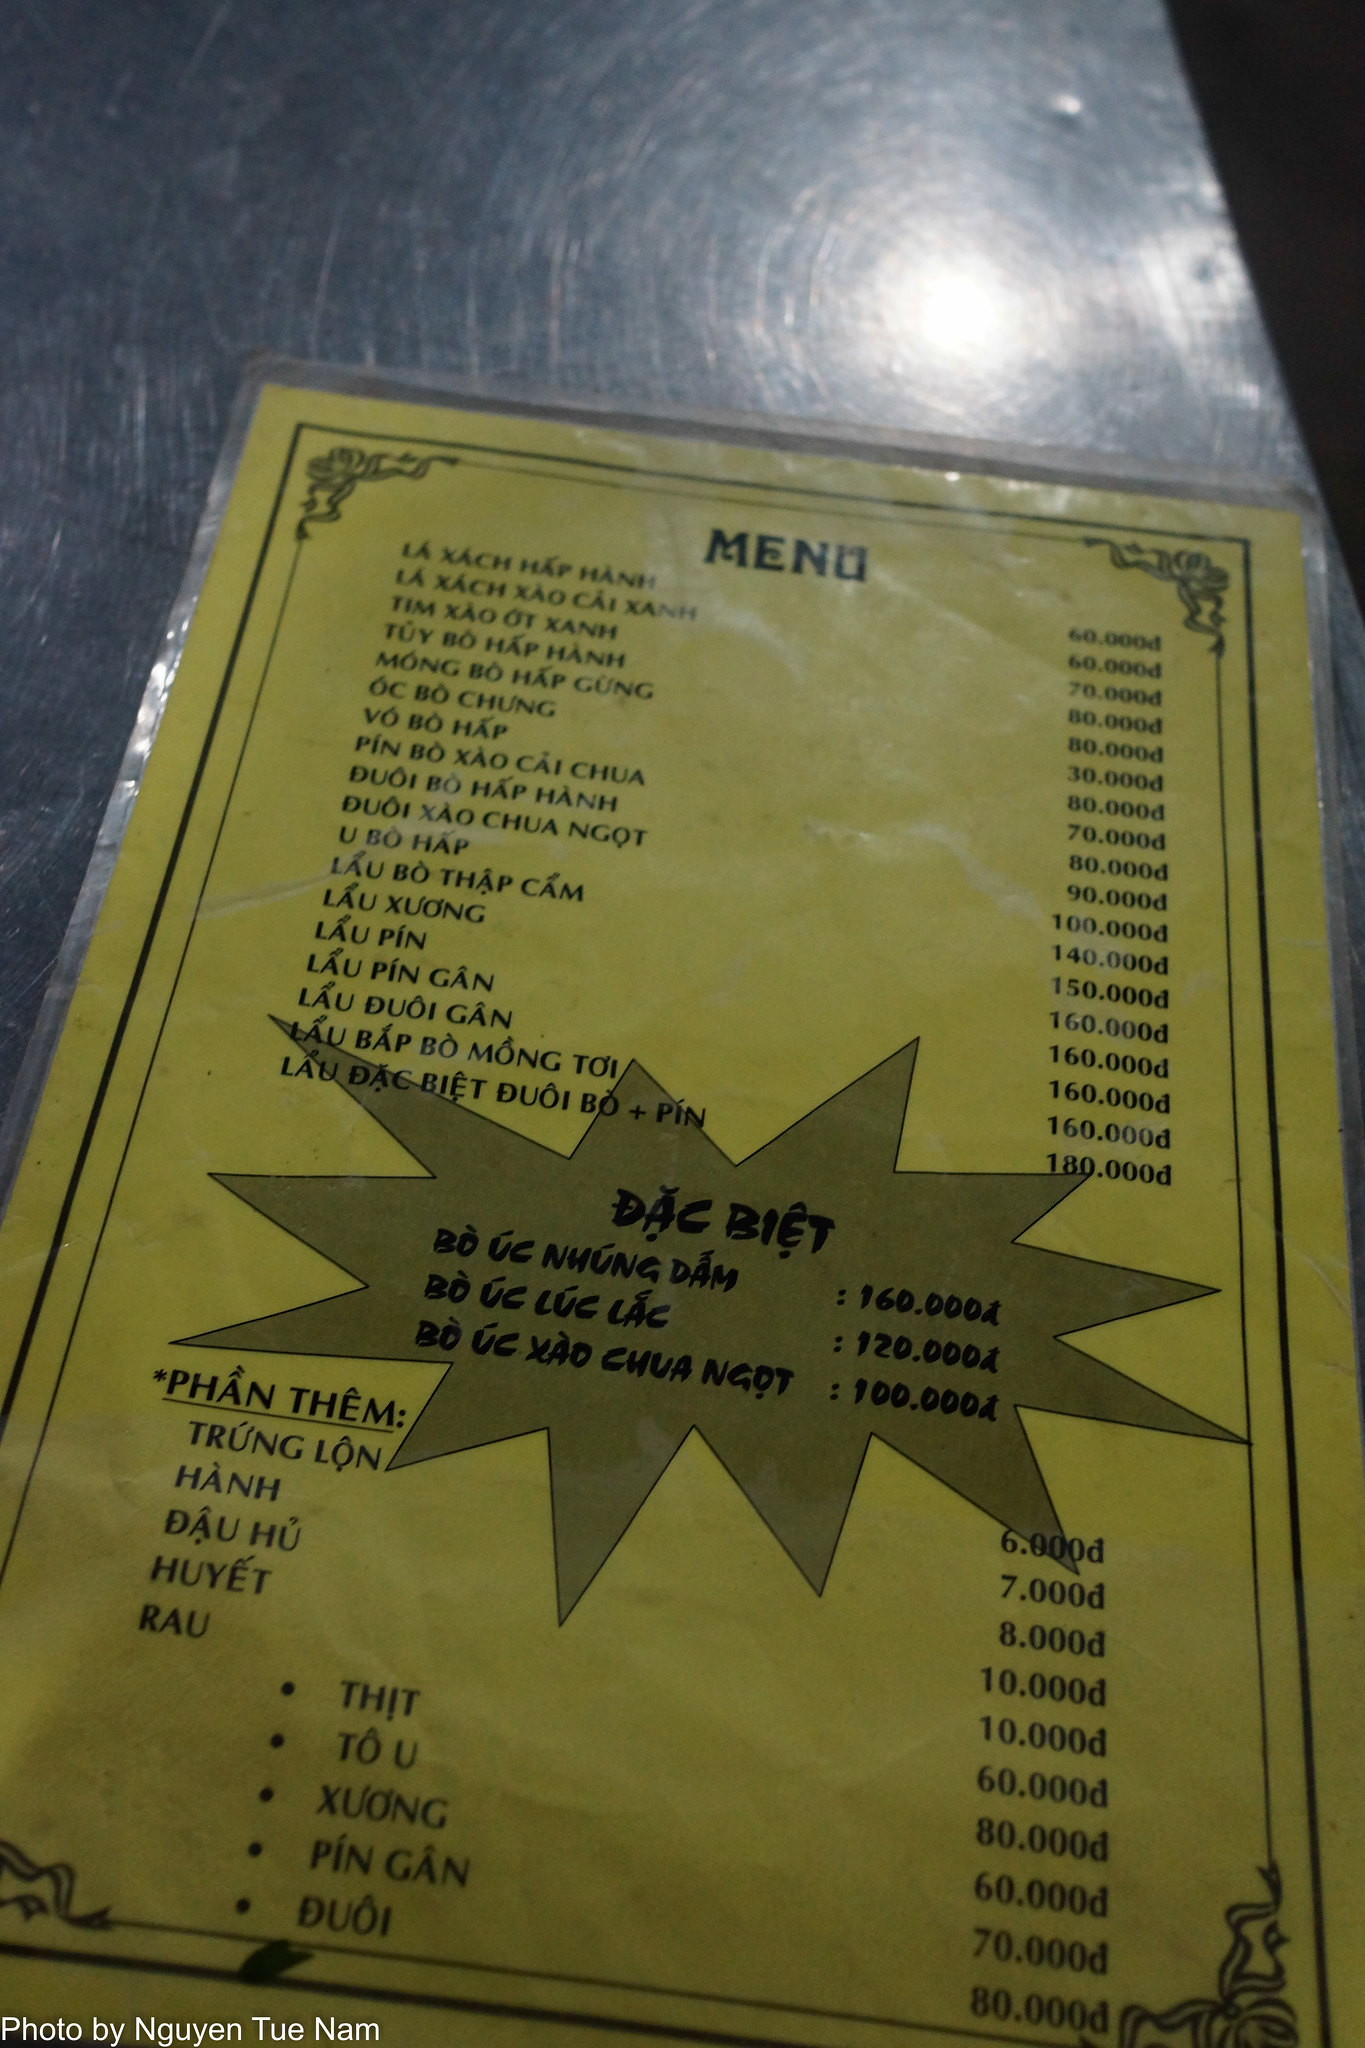 MENU
LÁ XÁCH HẤP HÀNH 60.000đ
LÁ XÁCH XÀO CẢI XANH 60.000đ
TIM XÀO ỚT XANH 70.000đ
TỦY BÒ HẤP HÀNH 80.000đ
MÓNG BÒ HẤP GỪNG 80.000đ
ÓC BÒ CHƯNG 30.000đ
VÓ BÒ HẤP 80.000đ
PÍN BÒ XÀO CẢI CHUA 70.000đ
ĐUÔI BÒ HẤP HÀNH 80.000đ
ĐUÔI XÀO CHUA NGỌT 90.000đ
U BÒ HẤP 100.000đ
LẨU BÒ THẬP CẨM 140.000đ
LẨU XƯƠNG 150.000đ
LẨU PÍN 160.000đ
LẨU PÍN GÂN 160.000đ
LẨU ĐUÔI GÂN 160.000đ
LẨU BẮP BÒ MỒNG TƠI 160.000đ
LẨU ĐẶC BIỆT ĐUÔI BÒ + PÍN 180.000đ
ĐẶC BIỆT
BÒ ÚC NHÚNG DẤM : 160.000đ
BÒ ÚC LÚC LẮC : 120.000đ
BÒ ÚC XÀO CHUA NGỌT : 100.000đ
*PHẦN THÊM:
TRỨNG LỘN 6.000đ
HÀNH 7.000đ
ĐẬU HỦ 8.000đ
HUYẾT 10.000đ
RAU 10.000đ
• THỊT 60.000đ
• TÔ U 80.000đ
• XƯƠNG 60.000đ
• PÍN GÂN 70.000đ
• ĐUÔI 80.000đ
Photo by Nguyen Tue Nam